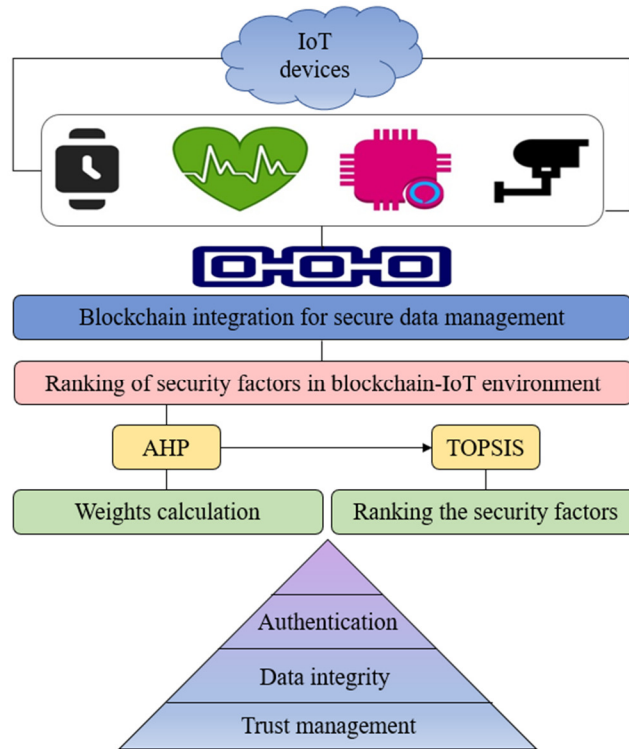 IoT
devices
Blockchain integration for secure data management
Ranking of security factors in blockchain-IoT environment
AHP
TOPSIS
Weights calculation
Ranking the security factors
Authentication
Data integrity
Trust management